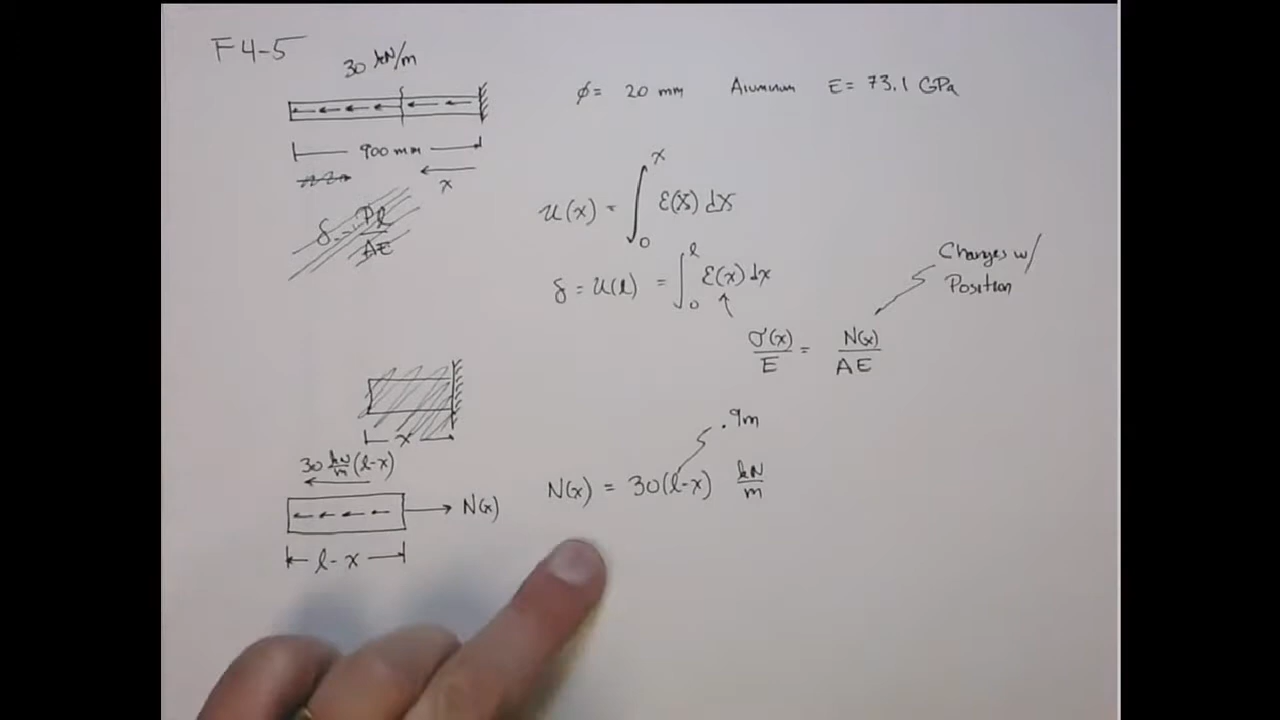 F4-5
30 kN/m
ϕ = 20 mm Aluminum E = 73.1 GPa
900 mm
x
δ = Pl/AE
u(x) = ∫₀ˣ ε(x) dx
δ = u(l) = ∫₀ˡ ε(x) dx
Changes w/
Position
σ(x)/E = N(x)/AE
x
.9m
30 kN/m (l-x)
N(x) = 30(l-x) kN/m
N(x)
l - x